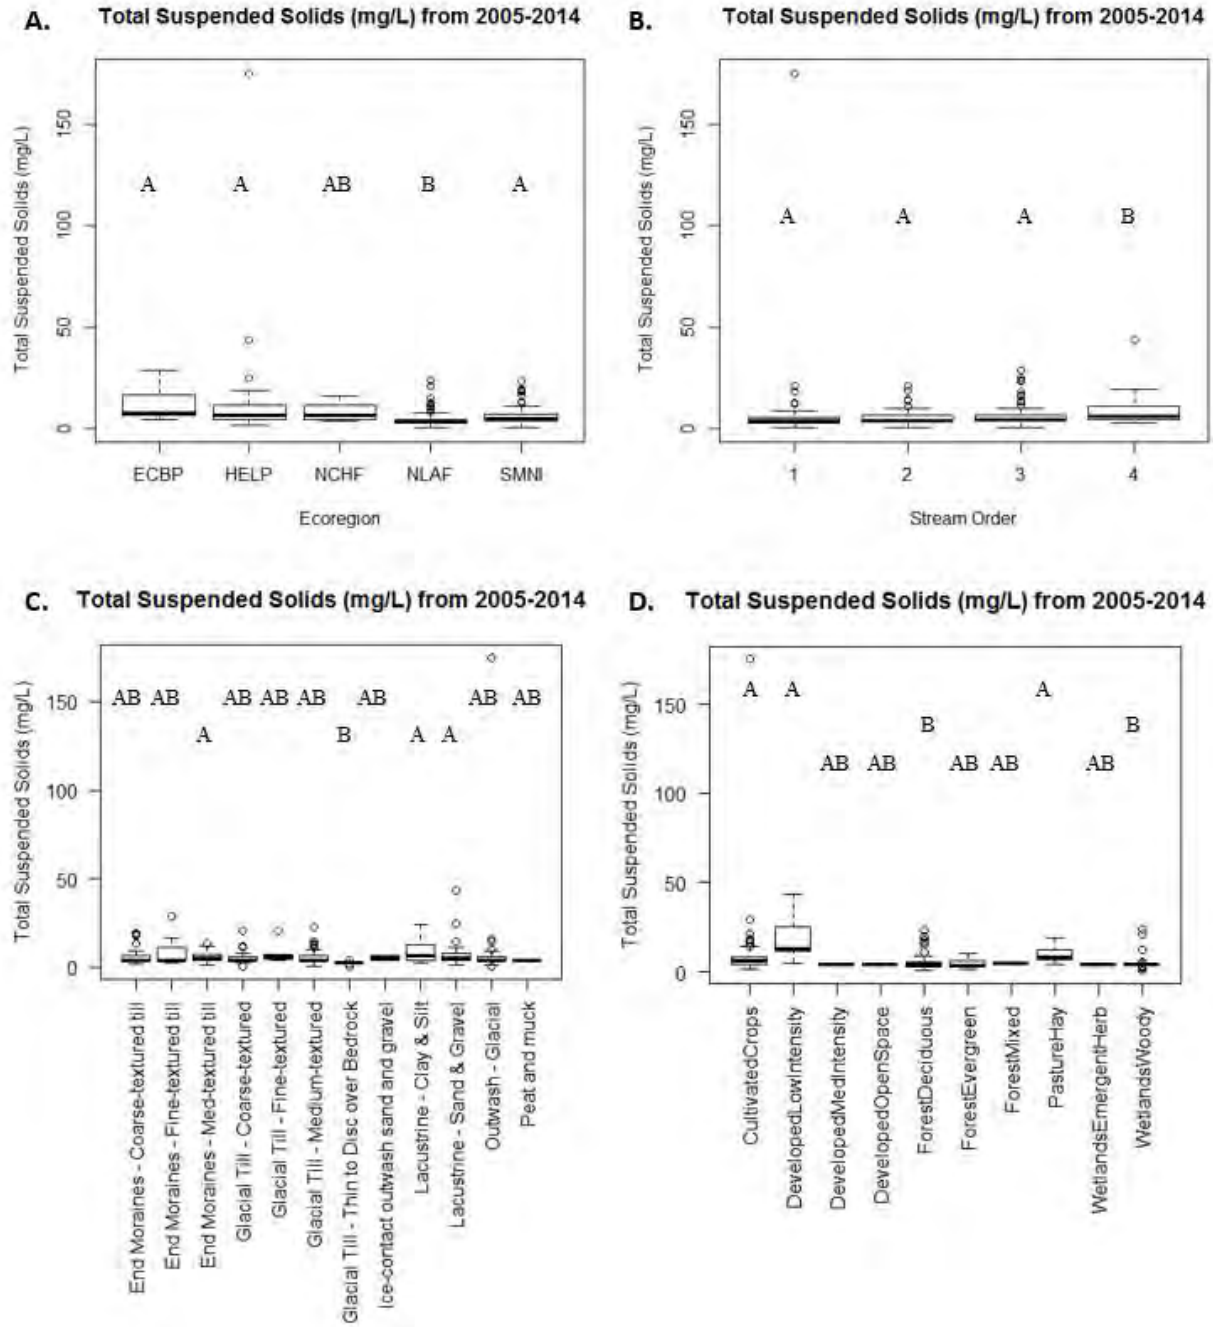 A. Total Suspended Solids (mg/L) from 2005-2014
Total Suspended Solids (mg/L)
150
100
50
0
A A AB B A
ECBP HELP NCHF NLAF SMNI
Ecoregion
B. Total Suspended Solids (mg/L) from 2005-2014
Total Suspended Solids (mg/L)
150
100
50
0
A A A B
1 2 3 4
Stream Order
C. Total Suspended Solids (mg/L) from 2005-2014
Total Suspended Solids (mg/L)
150
100
50
0
AB AB AB AB AB AB AB AB
A B A A
End Moraines - Coarse-textured till
End Moraines - Fine-textured till
End Moraines - Med-textured till
Glacial Till - Coarse-textured
Glacial Till - Fine-textured
Glacial Till - Medium-textured
Glacial Till - Thin to Disc over Bedrock
Ice-contact outwash sand and gravel
Lacustrine - Clay & Silt
Lacustrine - Sand & Gravel
Outwash - Glacial
Peat and muck
D. Total Suspended Solids (mg/L) from 2005-2014
Total Suspended Solids (mg/L)
150
100
50
0
A A A
B B
AB AB AB AB AB
CultivatedCrops
DevelopedLowIntensity
DevelopedMedIntensity
DevelopedOpenSpace
ForestDeciduous
ForestEvergreen
ForestMixed
PastureHay
WetlandsEmergentHerb
WetlandsWoody